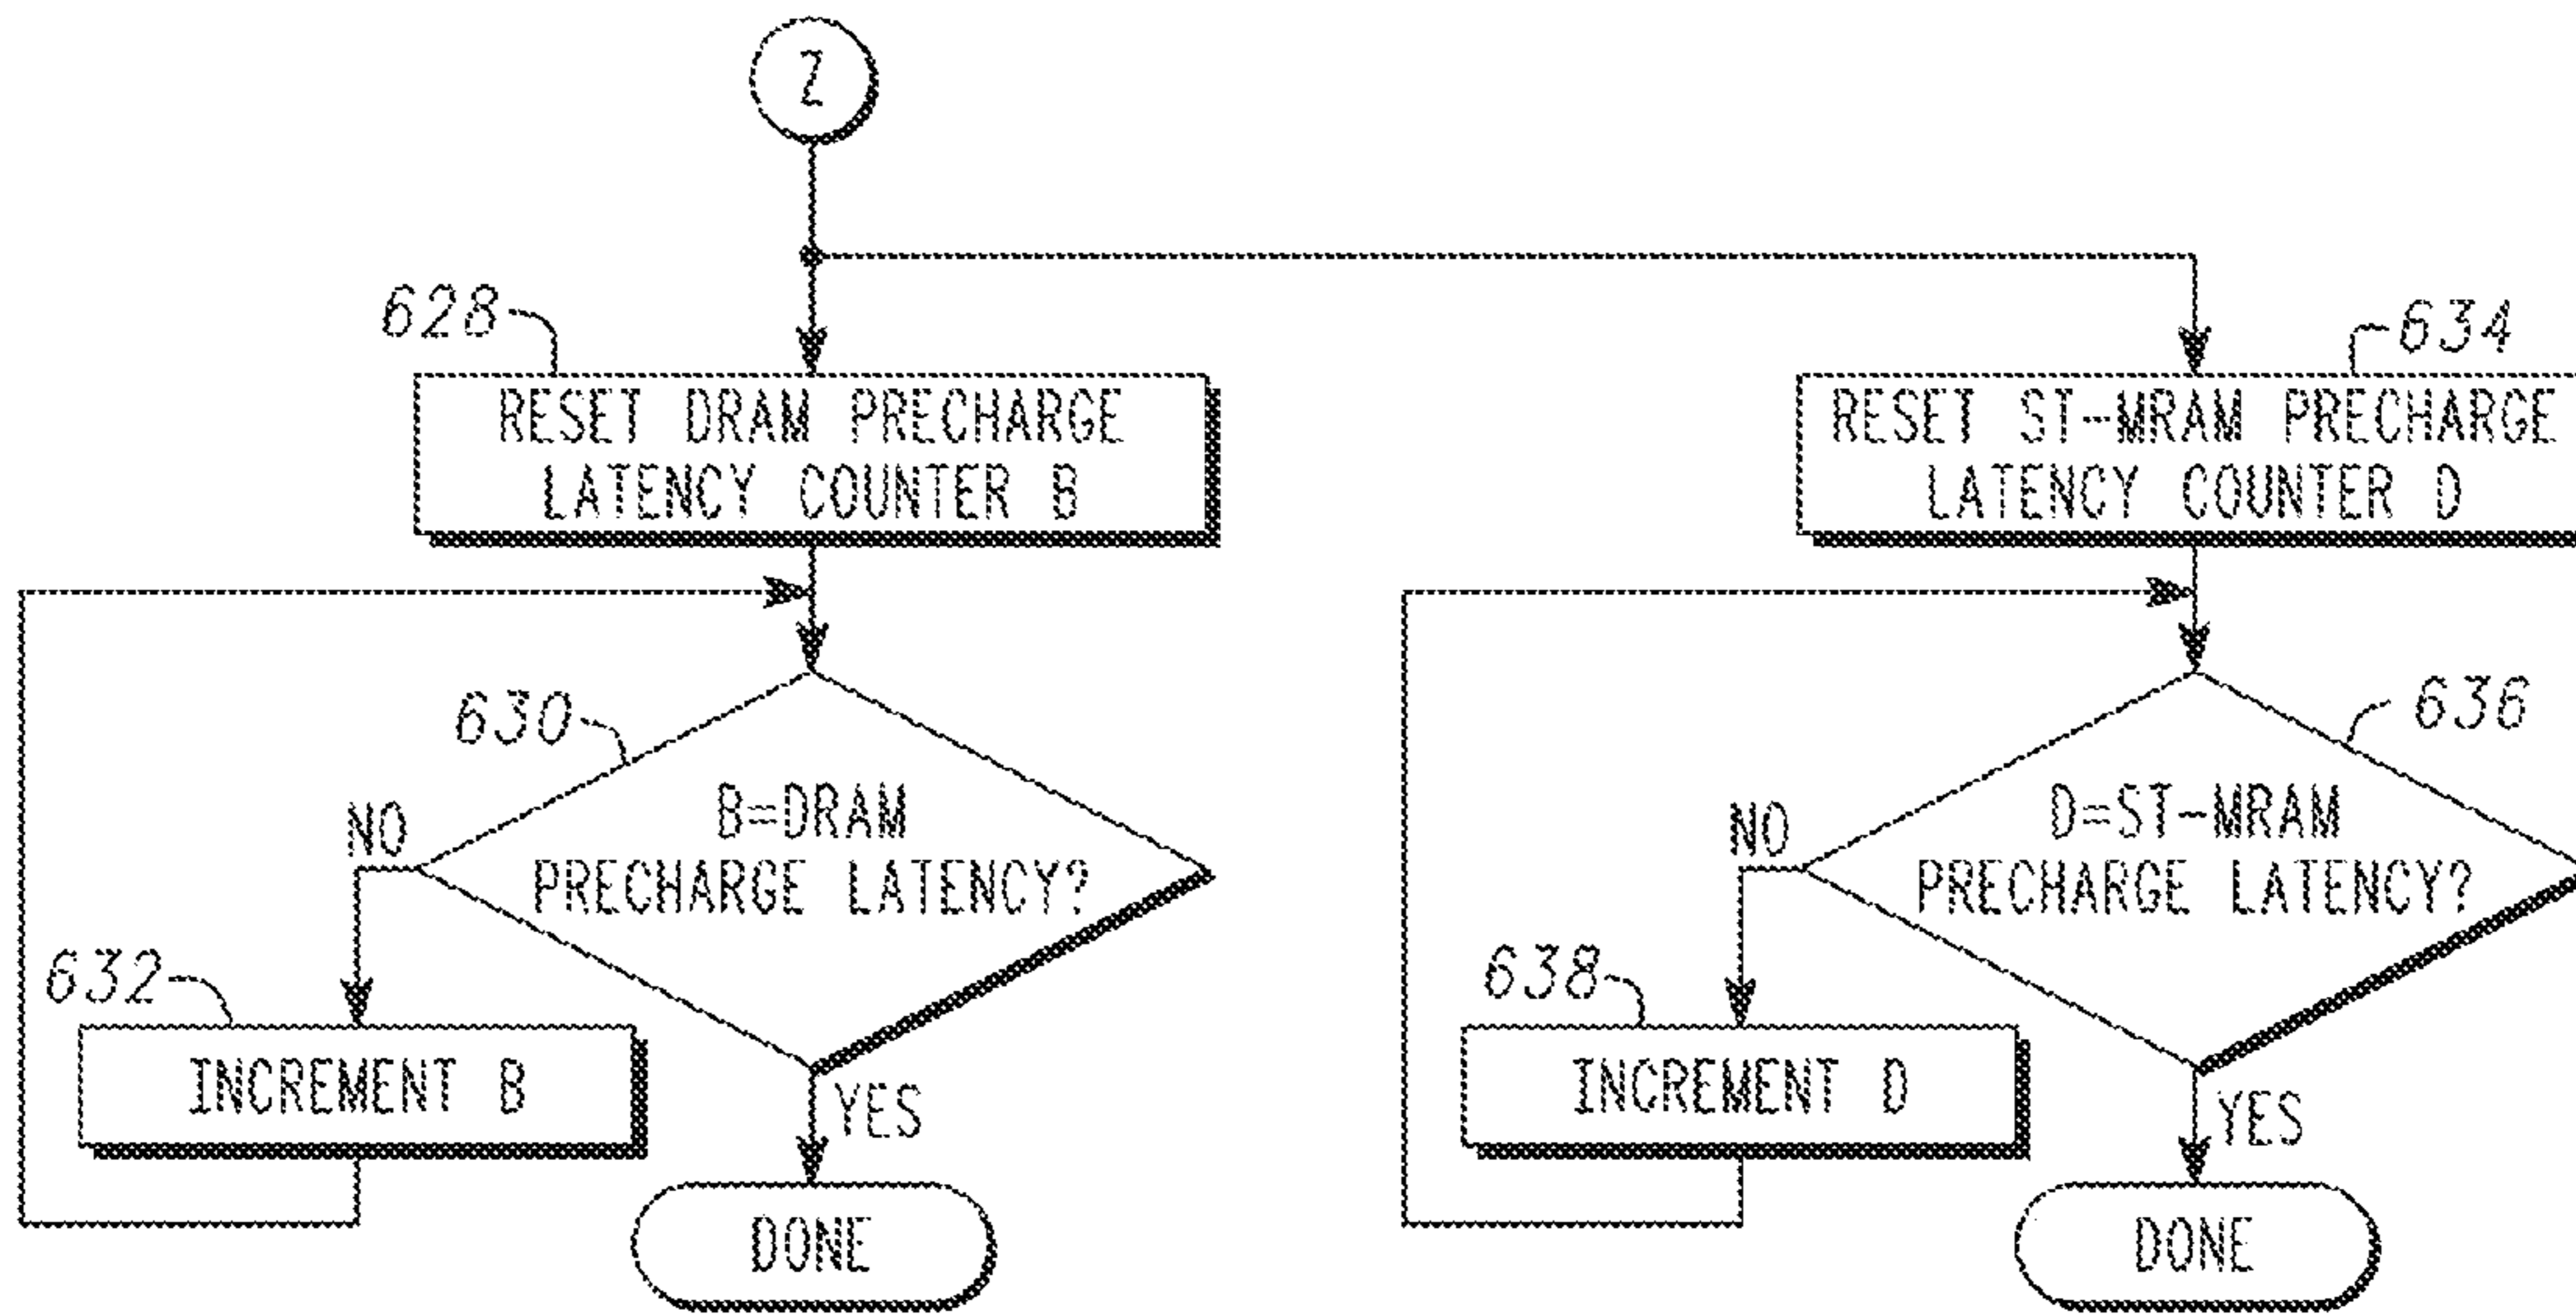 Z
628
634
RESET DRAM PRECHARGE
LATENCY COUNTER B
RESET ST-MRAM PRECHARGE
LATENCY COUNTER D
630
636
B=DRAM
PRECHARGE LATENCY?
D=ST-MRAM
PRECHARGE LATENCY?
NO
NO
632
638
INCREMENT B
INCREMENT D
YES
YES
DONE
DONE